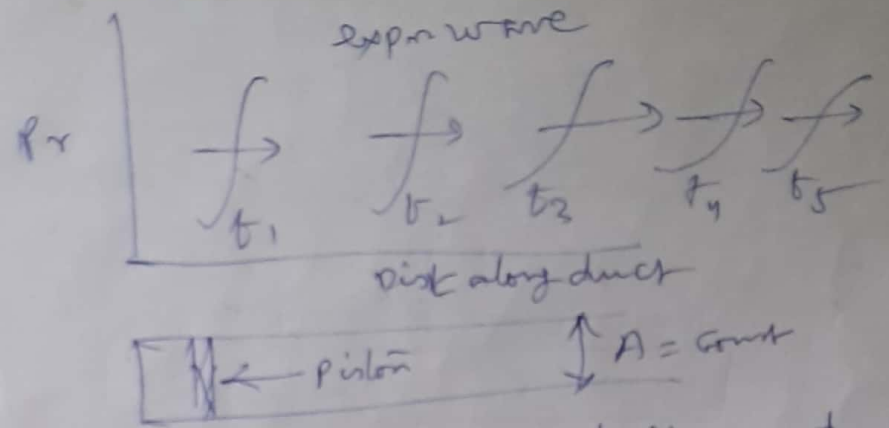 expn wave
Pr
t1 t2 t3 t4 t5
Dist along duct
Piston
A = const